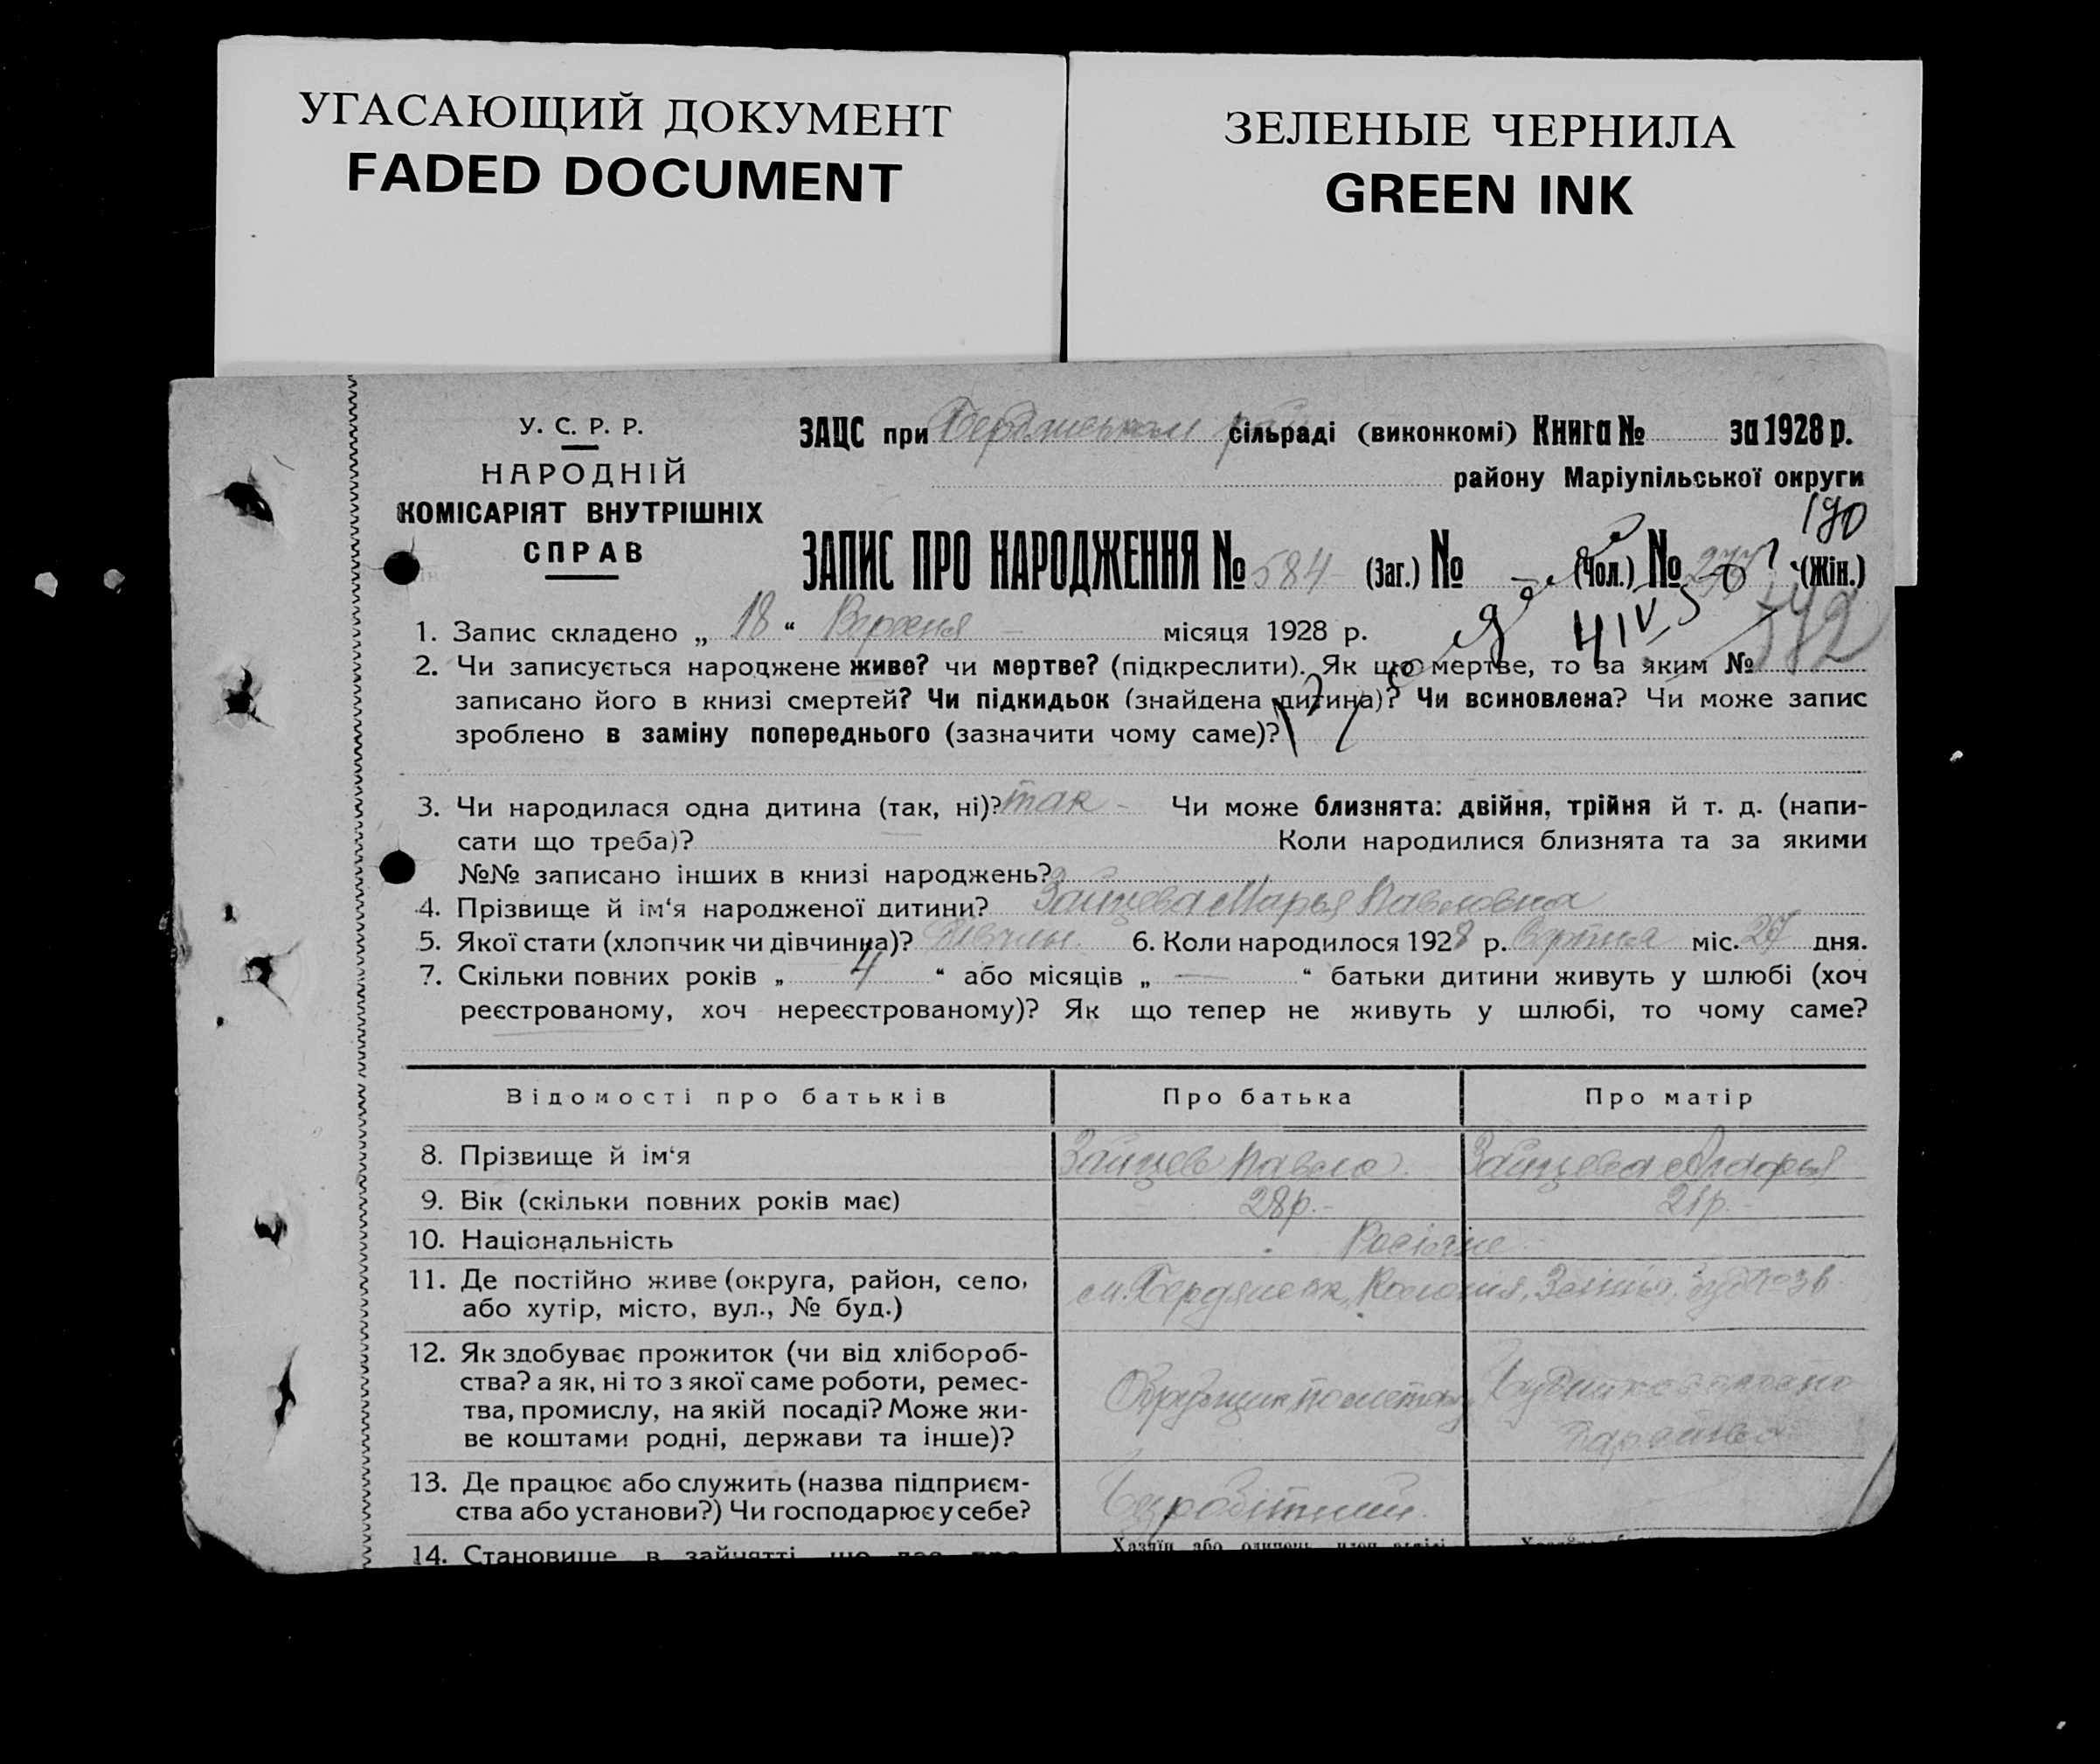 УГАСАЮЩИЙ ДОКУМЕНТ
FADED DOCUMENT
ЗЕЛЕНЫЕ ЧЕРНИЛА
GREEN INK
У. С. Р. Р.
НАРОДНІЙ
КОМІСАРІЯТ ВНУТРІШНІХ
СПРАВ
ЗАЦС при сільраді (виконкомі) Книга № за 1928 р.
району Маріупільської округи
190
ЗАПИС ПРО НАРОДЖЕННЯ № 584 (Заг.) № — (Чол.) № (Жін.)
1. Запис складено „ 18 “ Вересня — місяця 1928 р.
2. Чи записується народжене живе? чи мертве? (підкреслити). Як що мертве, то за яким №
записано його в книзі смертей? Чи підкидьок (знайдена дитина)? Чи всиновлена? Чи може запис
зроблено в заміну попереднього (зазначити чому саме)?
3. Чи народилася одна дитина (так, ні)? так - Чи може близнята: двійня, трійня й т. д. (напи-
сати що треба)? Коли народилися близнята та за якими
№№ записано інших в книзі народжень?
4. Прізвище й ім‘я народженої дитини? Зайцева Марья Павловна
5. Якої стати (хлопчик чи дівчинка)? 6. Коли народилося 1928 р. міс. дня.
7. Скільки повних років „ 4 “ або місяців „ — “ батьки дитини живуть у шлюбі (хоч
реєстрованому, хоч нереєстрованому)? Як що тепер не живуть у шлюбі, то чому саме?
Відомості про батьків Про батька Про матір
8. Прізвище й ім‘я Зайцев Павло Зайцева
9. Вік (скільки повних років має) 28 р. - 21 р. -
10. Національність Росіяне
11. Де постійно живе (округа, район, село, м. Бердянськ, Колонія,
або хутір, місто, вул., № буд.)
12. Як здобуває прожиток (чи від хлібороб-
ства? а як, ні то з якої саме роботи, ремес-
тва, промислу, на якій посаді? Може жи-
ве коштами родні, держави та інше)?
13. Де працює або служить (назва підприєм- Безробітний.
ства або установи?) Чи господарює у себе?
14. Становище в зайнятті, що